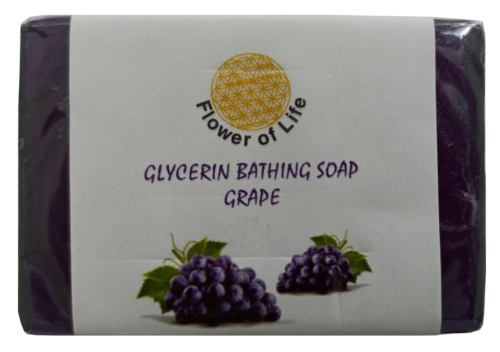 Flower of Life
GLYCERIN BATHING SOAP
GRAPE